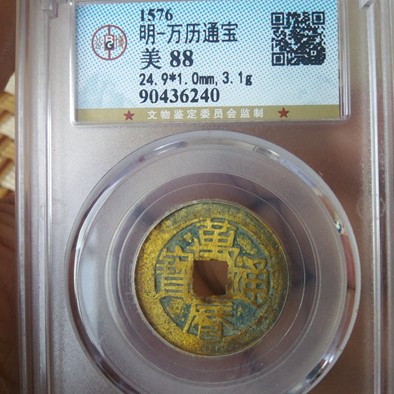 1576
明-万历通宝
美 88
24.9*1.0mm,3.1g
90436240
★ 文物鉴定委员会监制 ★
萬曆通寶